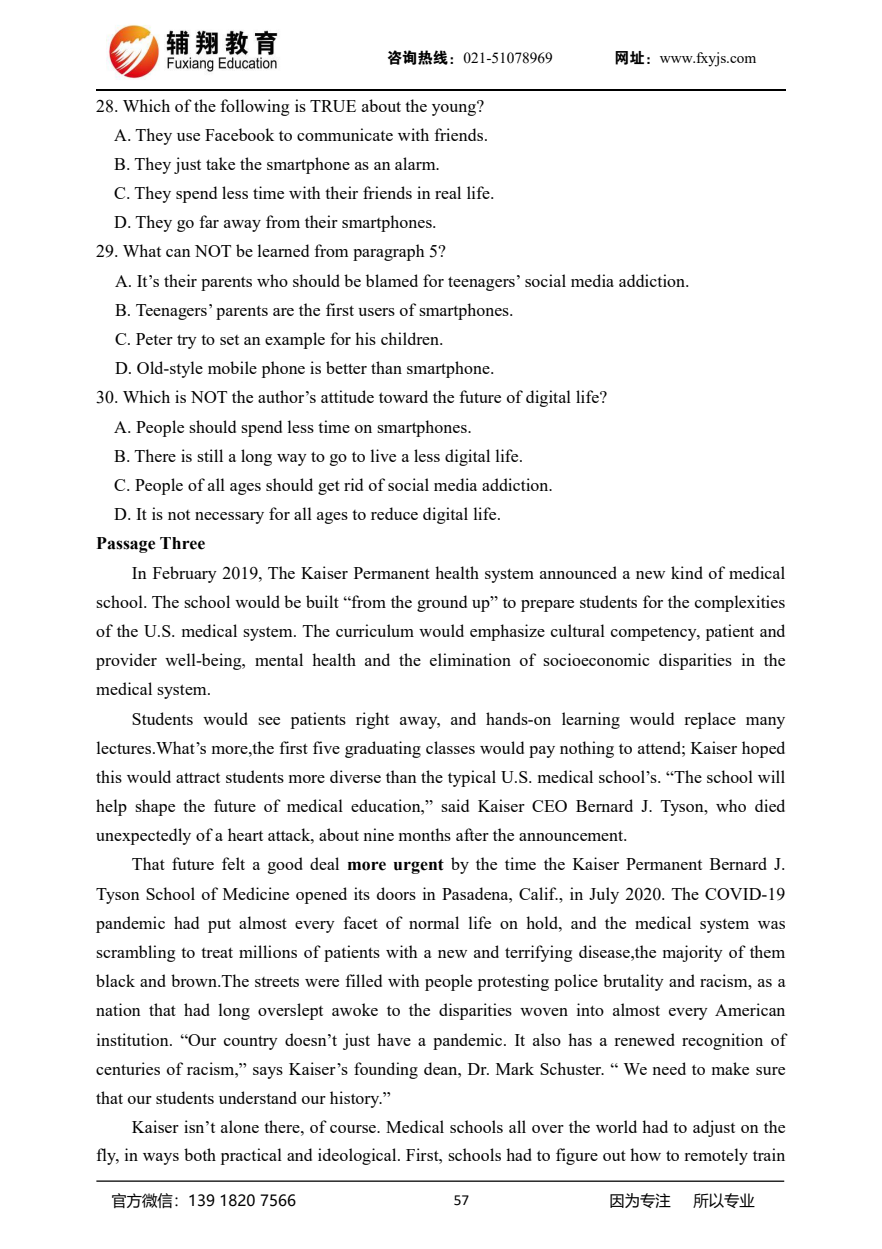 辅翔教育
Fuxiang Education
咨询热线：021-51078969 网址：www.fxyjs.com
28. Which of the following is TRUE about the young?
A. They use Facebook to communicate with friends.
B. They just take the smartphone as an alarm.
C. They spend less time with their friends in real life.
D. They go far away from their smartphones.
29. What can NOT be learned from paragraph 5?
A. It’s their parents who should be blamed for teenagers’ social media addiction.
B. Teenagers’ parents are the first users of smartphones.
C. Peter try to set an example for his children.
D. Old-style mobile phone is better than smartphone.
30. Which is NOT the author’s attitude toward the future of digital life?
A. People should spend less time on smartphones.
B. There is still a long way to go to live a less digital life.
C. People of all ages should get rid of social media addiction.
D. It is not necessary for all ages to reduce digital life.
Passage Three
In February 2019, The Kaiser Permanent health system announced a new kind of medical
school. The school would be built “from the ground up” to prepare students for the complexities
of the U.S. medical system. The curriculum would emphasize cultural competency, patient and
provider well-being, mental health and the elimination of socioeconomic disparities in the
medical system.
Students would see patients right away, and hands-on learning would replace many
lectures.What’s more,the first five graduating classes would pay nothing to attend; Kaiser hoped
this would attract students more diverse than the typical U.S. medical school’s. “The school will
help shape the future of medical education,” said Kaiser CEO Bernard J. Tyson, who died
unexpectedly of a heart attack, about nine months after the announcement.
That future felt a good deal more urgent by the time the Kaiser Permanent Bernard J.
Tyson School of Medicine opened its doors in Pasadena, Calif., in July 2020. The COVID-19
pandemic had put almost every facet of normal life on hold, and the medical system was
scrambling to treat millions of patients with a new and terrifying disease,the majority of them
black and brown.The streets were filled with people protesting police brutality and racism, as a
nation that had long overslept awoke to the disparities woven into almost every American
institution. “Our country doesn’t just have a pandemic. It also has a renewed recognition of
centuries of racism,” says Kaiser’s founding dean, Dr. Mark Schuster. “ We need to make sure
that our students understand our history.”
Kaiser isn’t alone there, of course. Medical schools all over the world had to adjust on the
fly, in ways both practical and ideological. First, schools had to figure out how to remotely train
官方微信：139 1820 7566 57 因为专注 所以专业